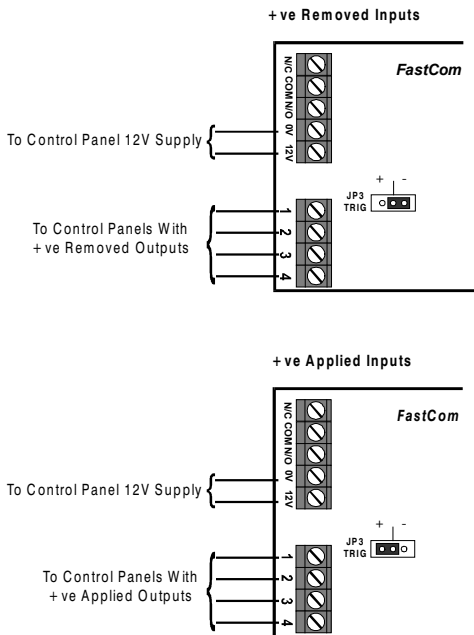 +ve Removed Inputs
FastCom
N/C COM N/O 0V 12V
To Control Panel 12V Supply
+ -
JP3
TRIG
1
2
3
4
To Control Panels With
+ve Removed Outputs
+ve Applied Inputs
FastCom
N/C COM N/O 0V 12V
To Control Panel 12V Supply
+ -
JP3
TRIG
1
2
3
4
To Control Panels With
+ve Applied Outputs